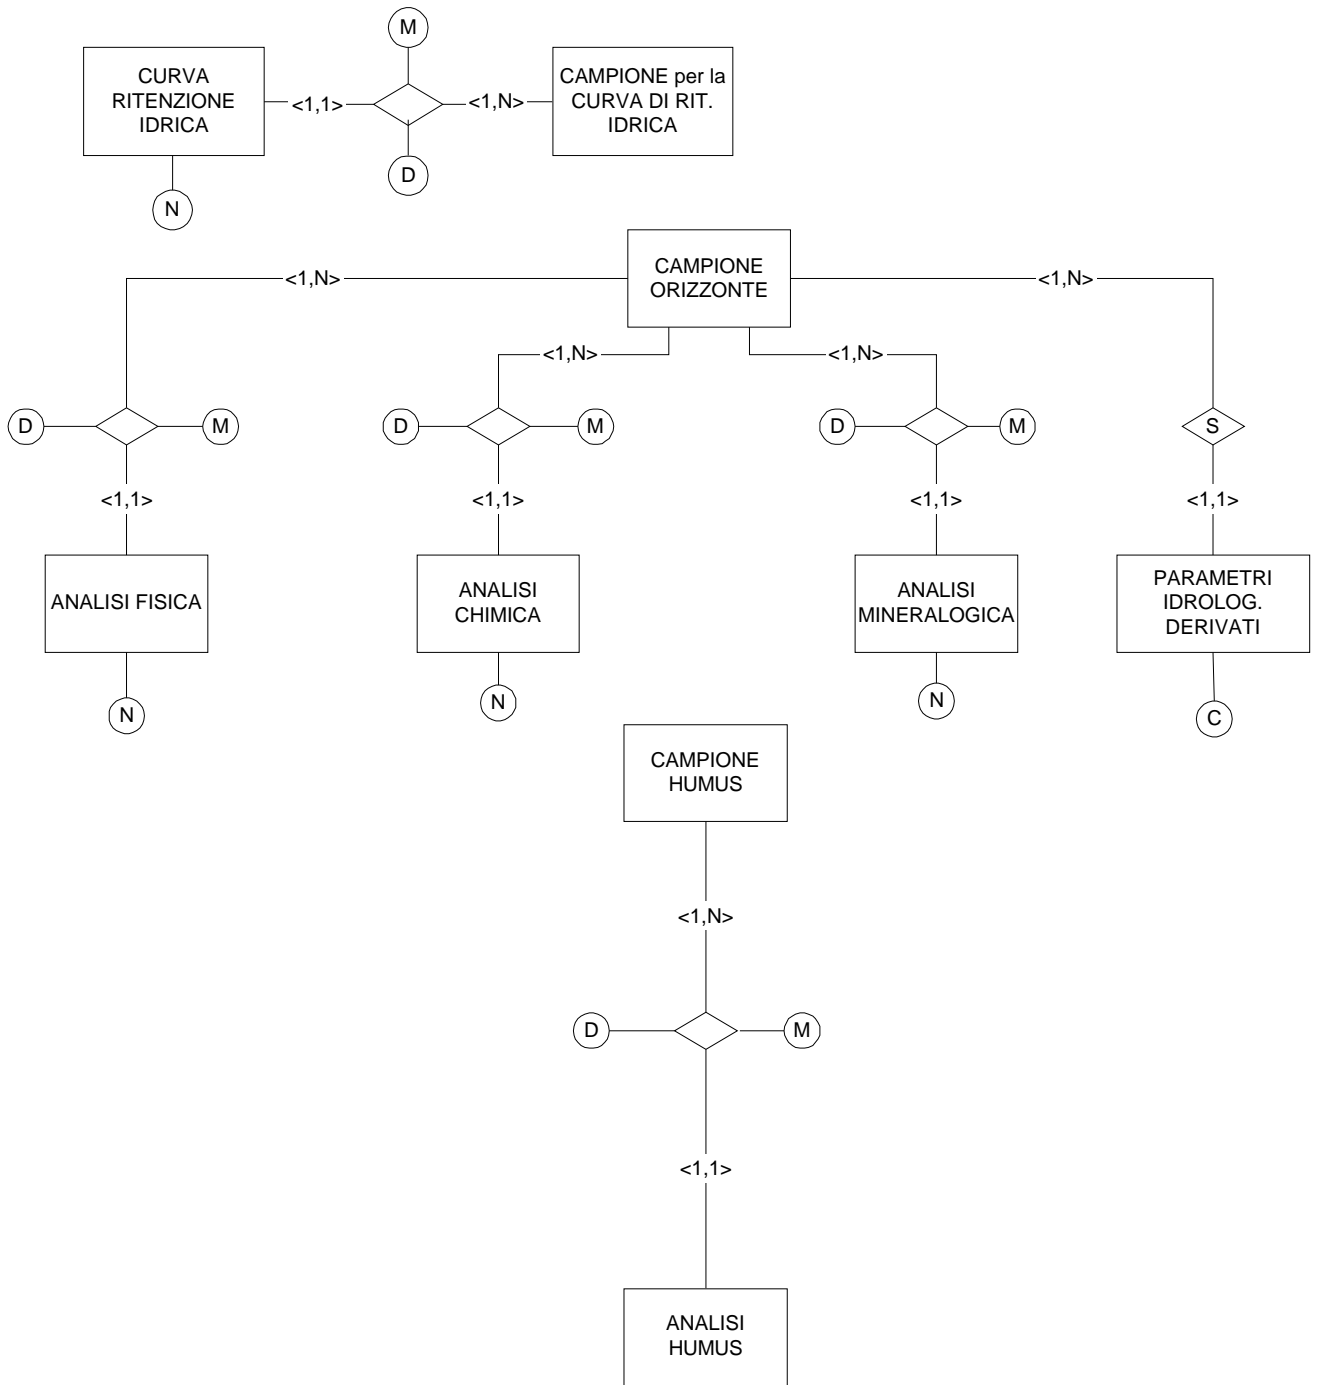 M
CURVA
RITENZIONE
IDRICA
<1,1>
<1,N>
CAMPIONE per la
CURVA DI RIT.
IDRICA
D
N
CAMPIONE
ORIZZONTE
<1,N>
<1,N>
<1,N>
<1,N>
D
M
D
M
D
M
S
<1,1>
<1,1>
<1,1>
<1,1>
ANALISI FISICA
ANALISI
CHIMICA
ANALISI
MINERALOGICA
PARAMETRI
IDROLOG.
DERIVATI
N
N
N
C
CAMPIONE
HUMUS
<1,N>
D
M
<1,1>
ANALISI
HUMUS